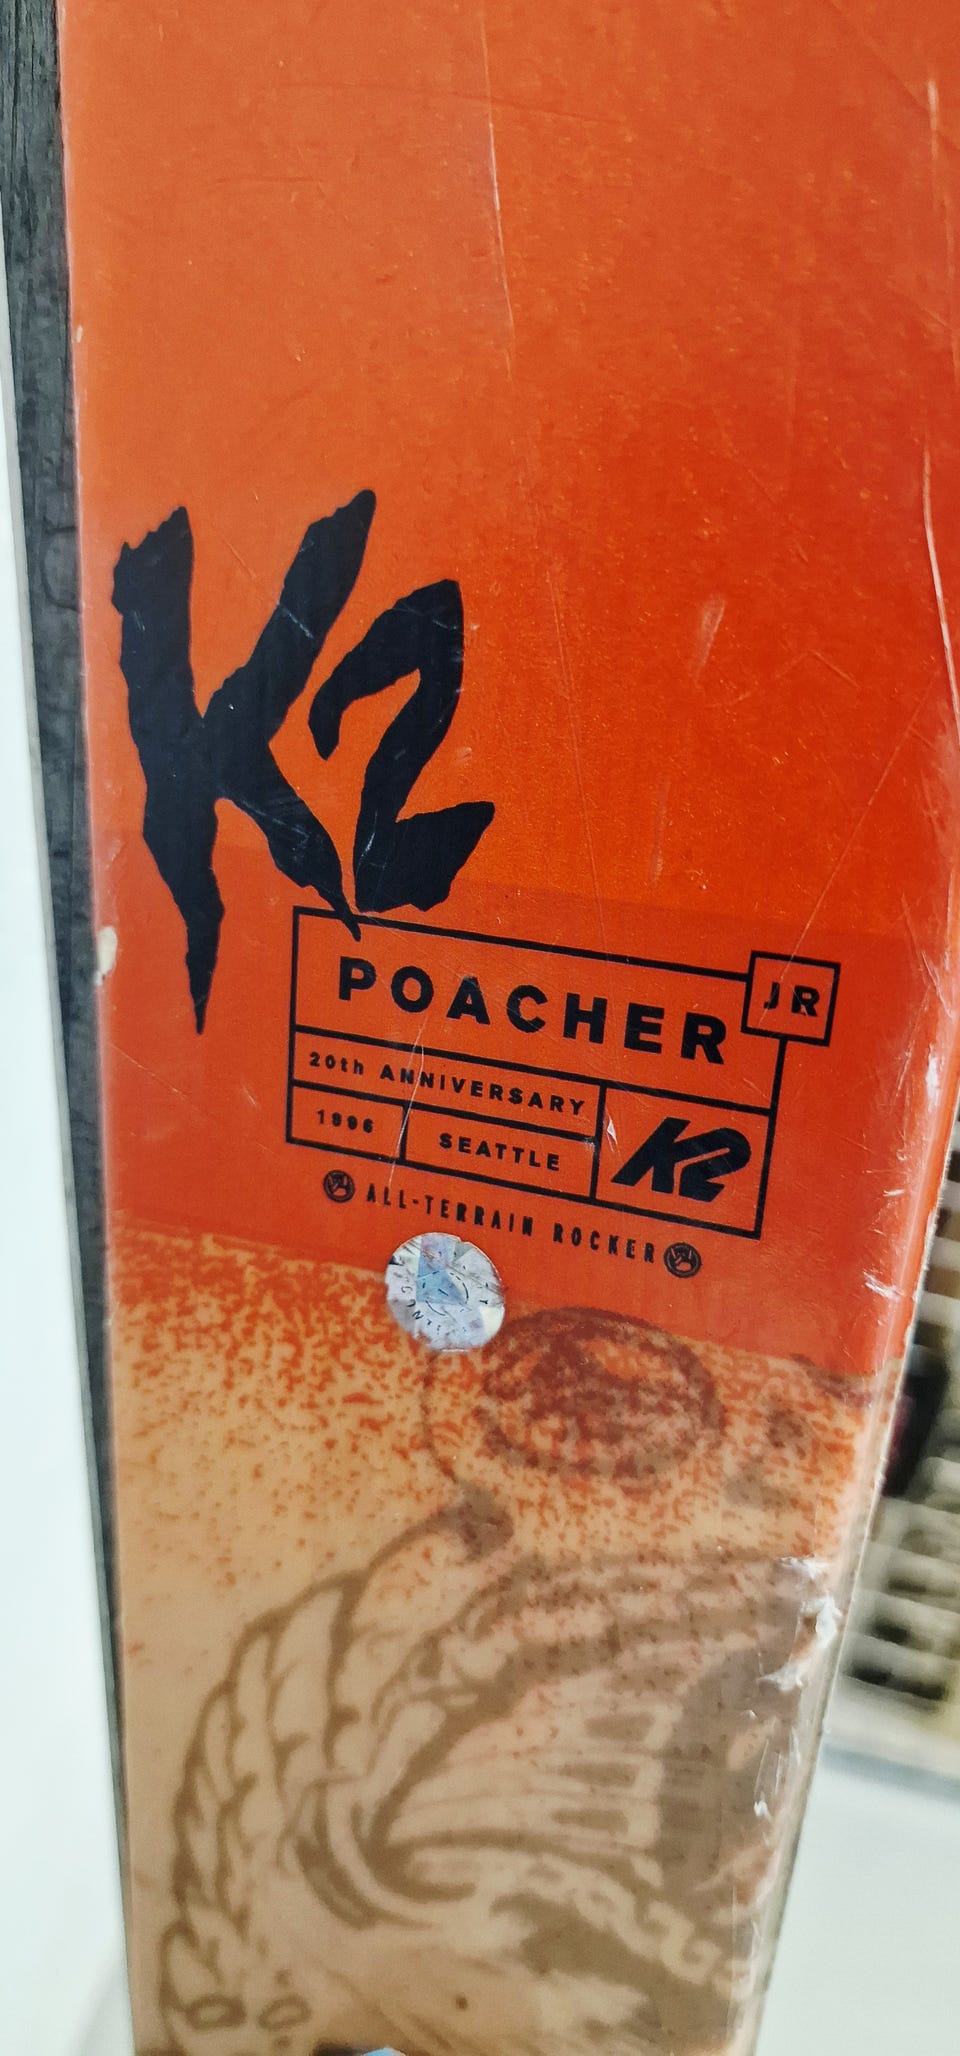 K2
POACHER
JR
20th ANNIVERSARY
1996
SEATTLE
K2
ALL-TERRAIN ROCKER